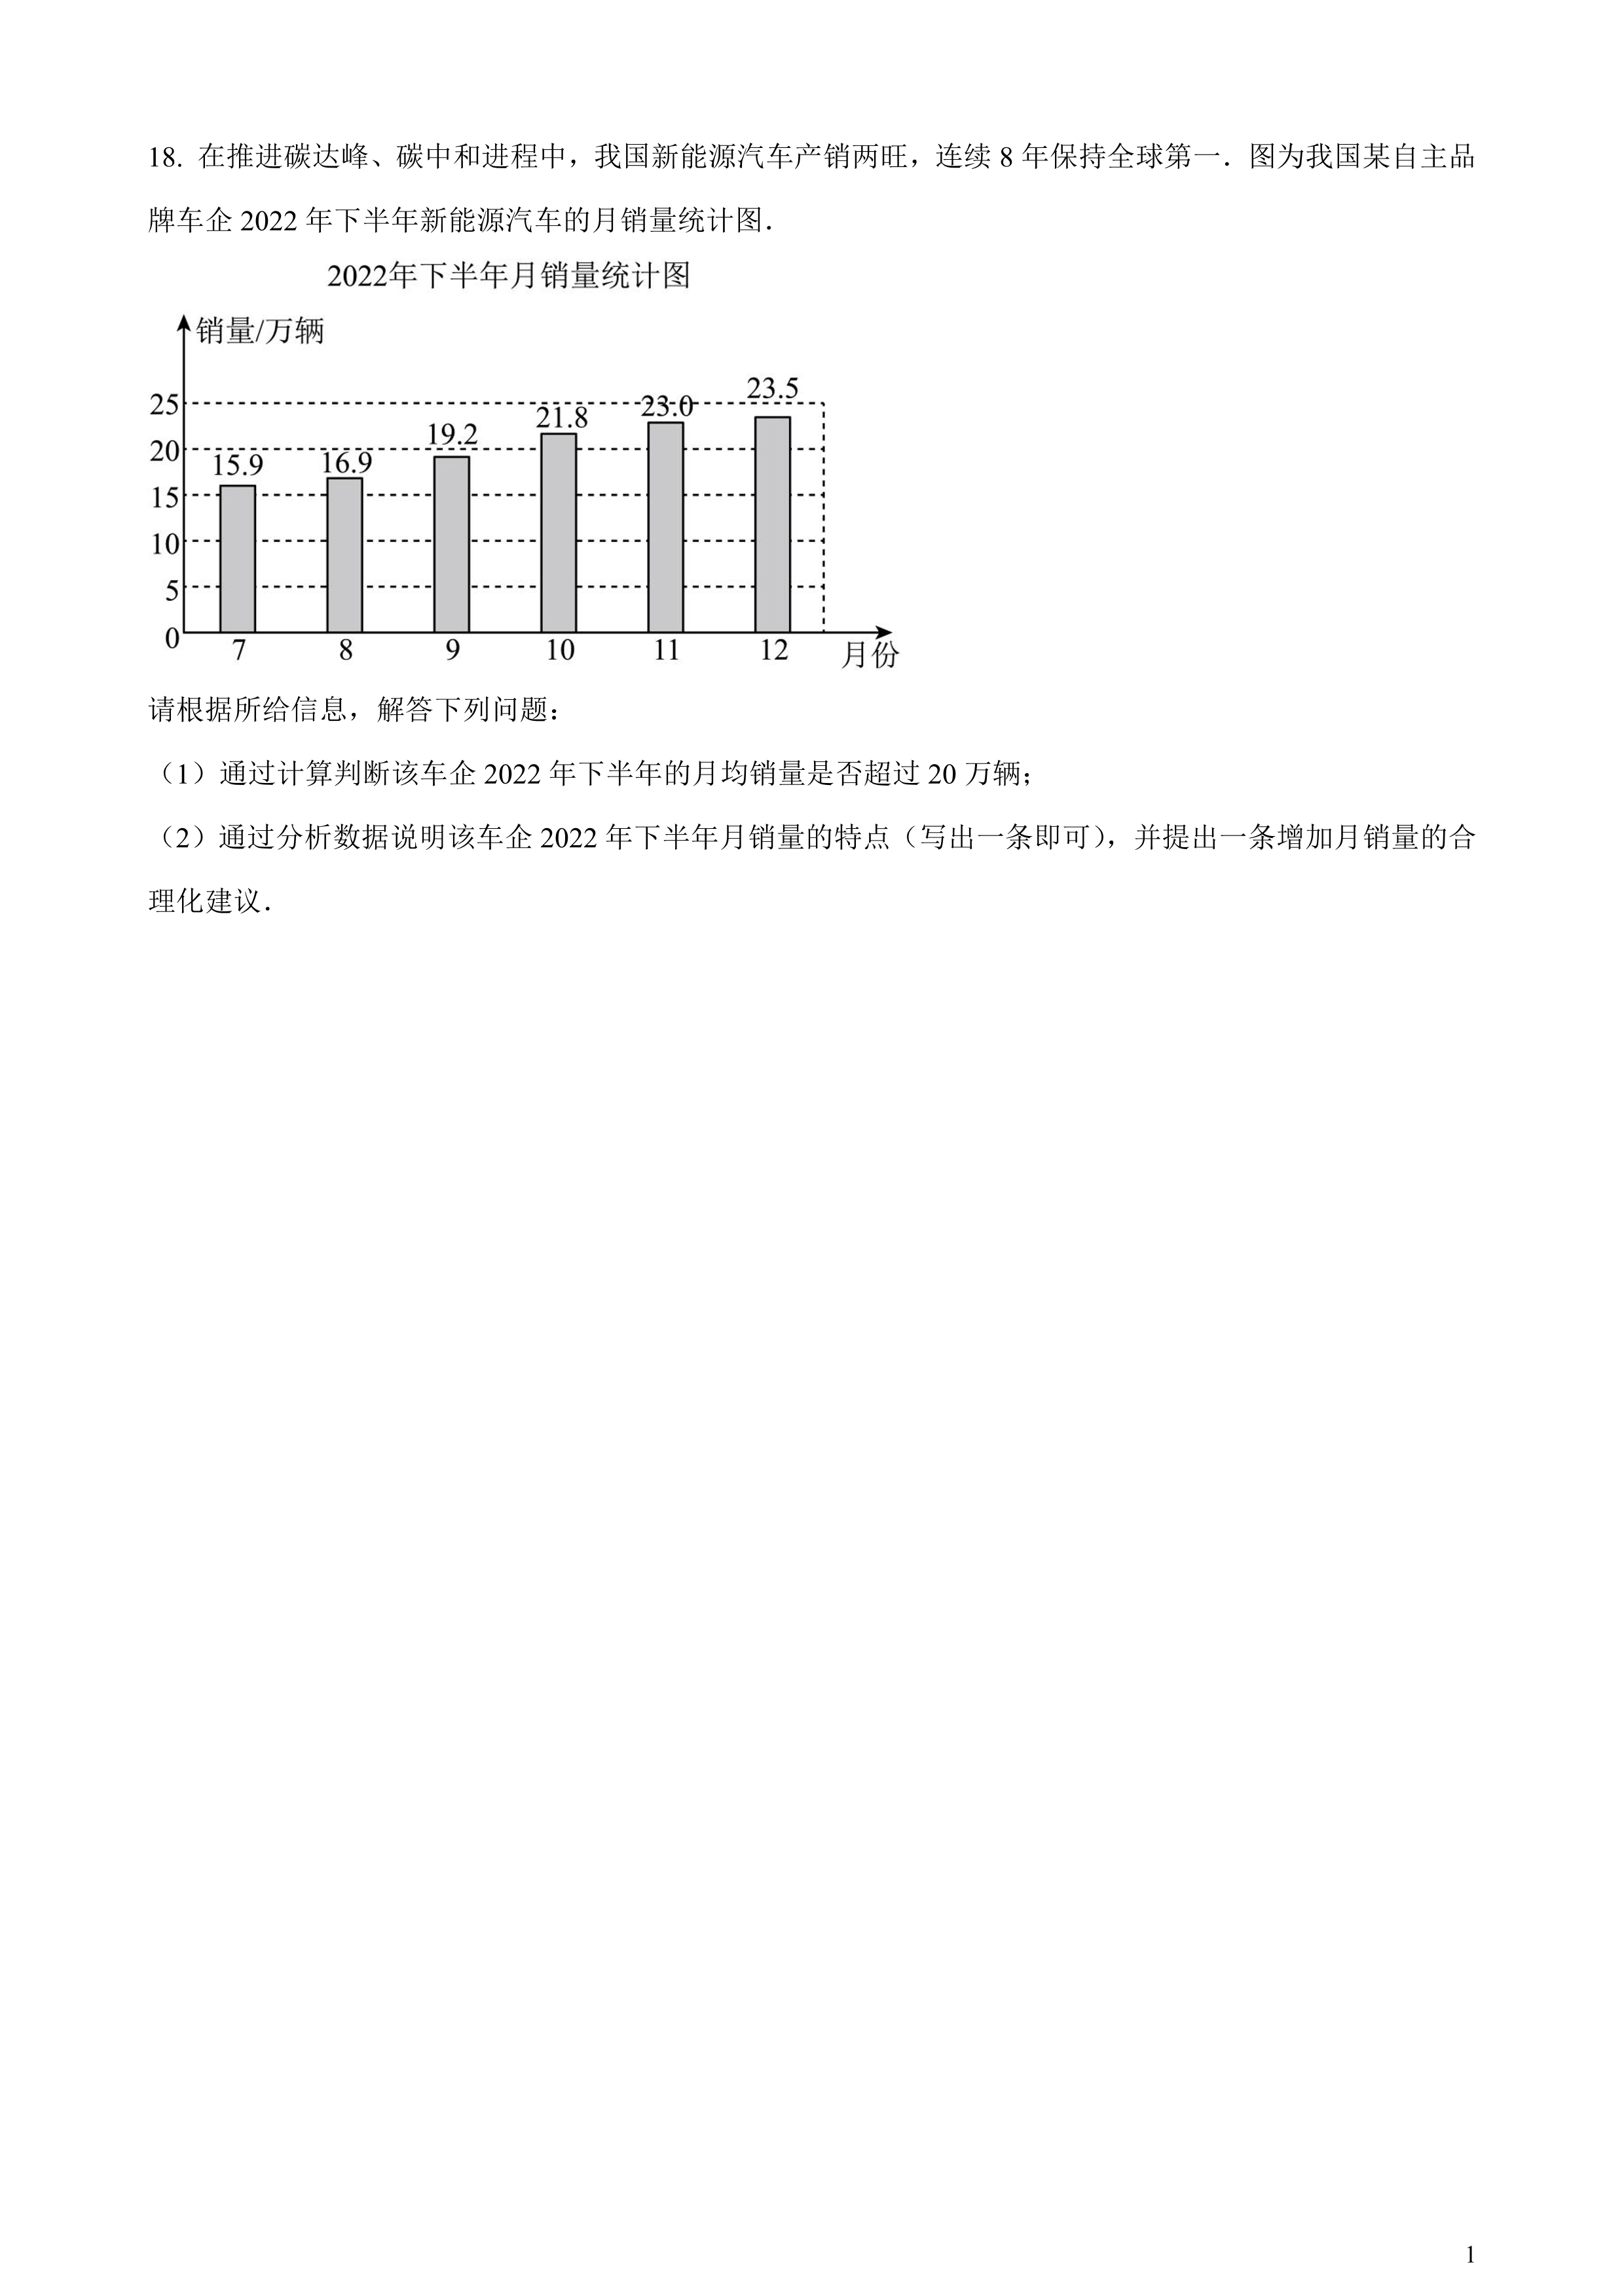 18. 在推进碳达峰、碳中和进程中，我国新能源汽车产销两旺，连续 8 年保持全球第一．图为我国某自主品
牌车企 2022 年下半年新能源汽车的月销量统计图．
2022年下半年月销量统计图
销量/万辆
25
20
15
10
5
0
15.9
16.9
19.2
21.8
23.0
23.5
7 8 9 10 11 12 月份
请根据所给信息，解答下列问题：
（1）通过计算判断该车企 2022 年下半年的月均销量是否超过 20 万辆；
（2）通过分析数据说明该车企 2022 年下半年月销量的特点（写出一条即可），并提出一条增加月销量的合
理化建议．
1